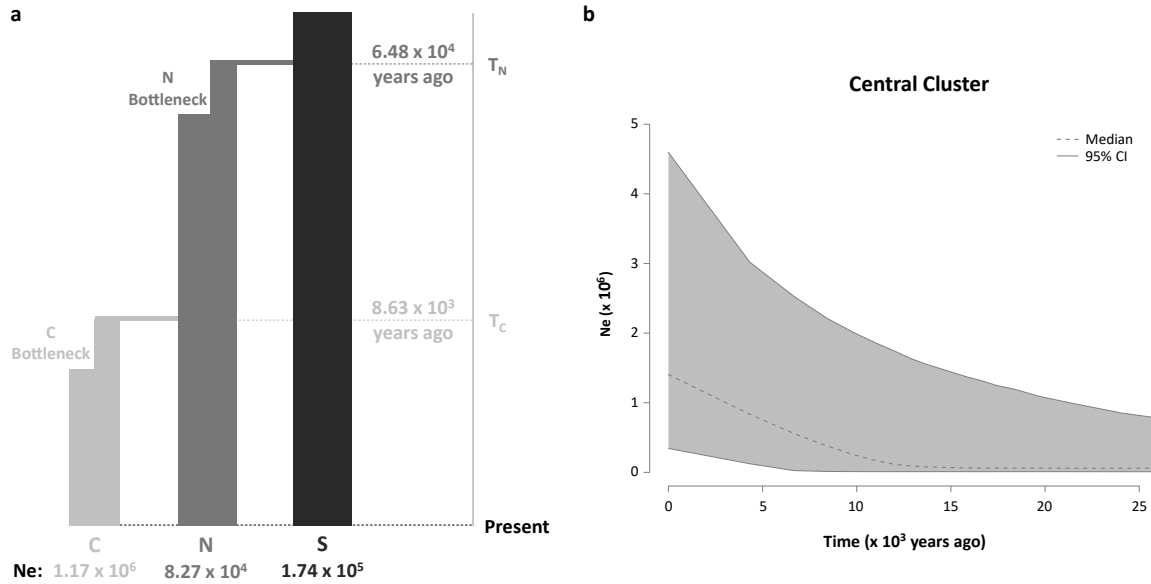 a
N
Bottleneck
6.48 x 10⁴
years ago
T_N
C
Bottleneck
8.63 x 10³
years ago
T_C
Present
C N S
Ne: 1.17 x 10⁶ 8.27 x 10⁴ 1.74 x 10⁵
b
Central Cluster
Median
95% CI
Ne (x 10⁶)
5
4
3
2
1
0
0 5 10 15 20 25
Time (x 10³ years ago)